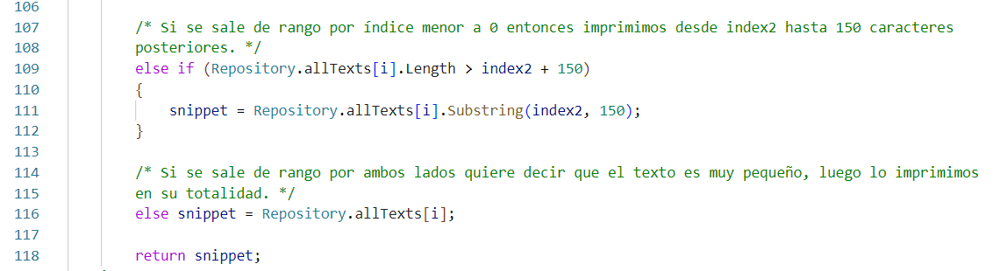 106
107 /* Si se sale de rango por índice menor a 0 entonces imprimimos desde index2 hasta 150 caracteres
108 posteriores. */
109 else if (Repository.allTexts[i].Length > index2 + 150)
110 {
111 snippet = Repository.allTexts[i].Substring(index2, 150);
112 }
113
114 /* Si se sale de rango por ambos lados quiere decir que el texto es muy pequeño, luego lo imprimimos
115 en su totalidad. */
116 else snippet = Repository.allTexts[i];
117
118 return snippet;